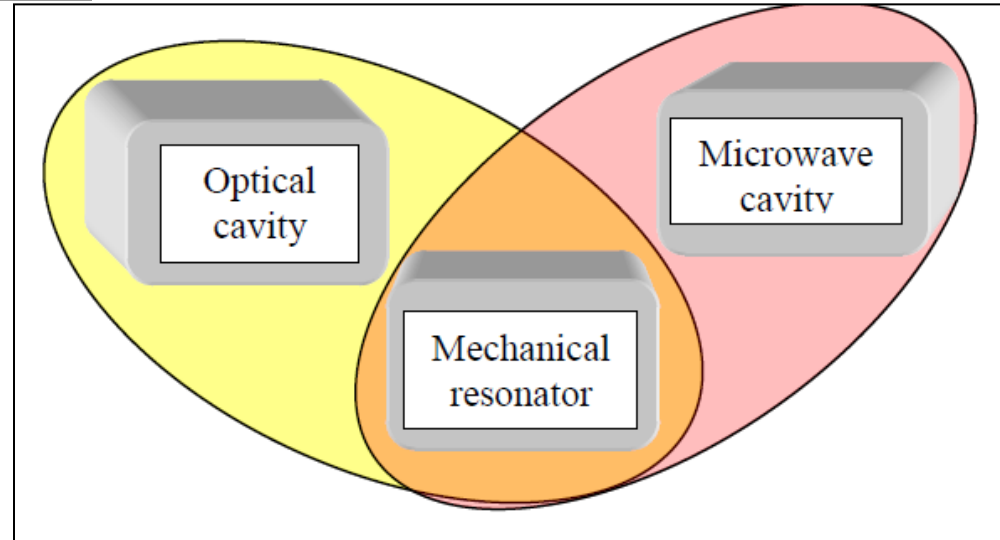 Optical
cavity
Microwave
cavity
Mechanical
resonator